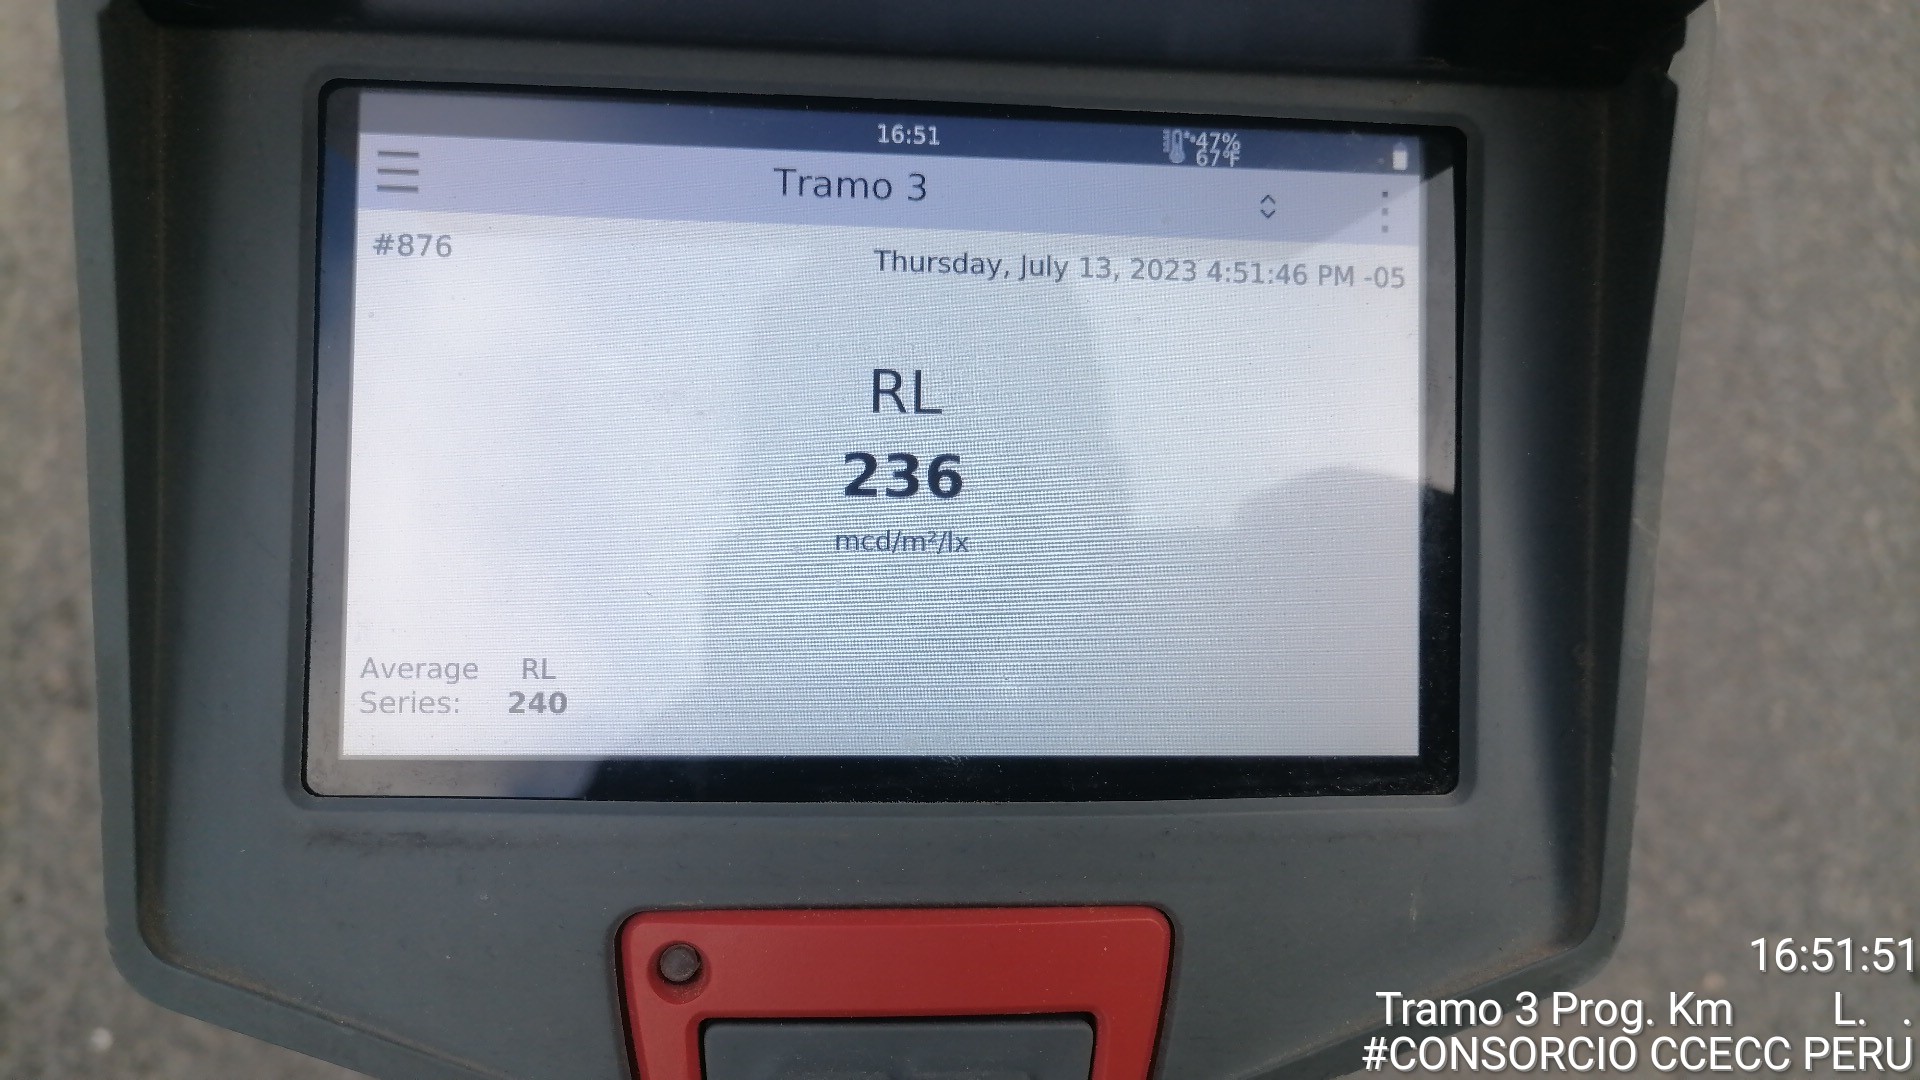 16:51
47%
67°F
Tramo 3
#876
Thursday, July 13, 2023 4:51:46 PM -05
RL
236
mcd/m²/lx
Average RL
Series: 240
16:51:51
Tramo 3 Prog. Km L. .
#CONSORCIO CCECC PERU